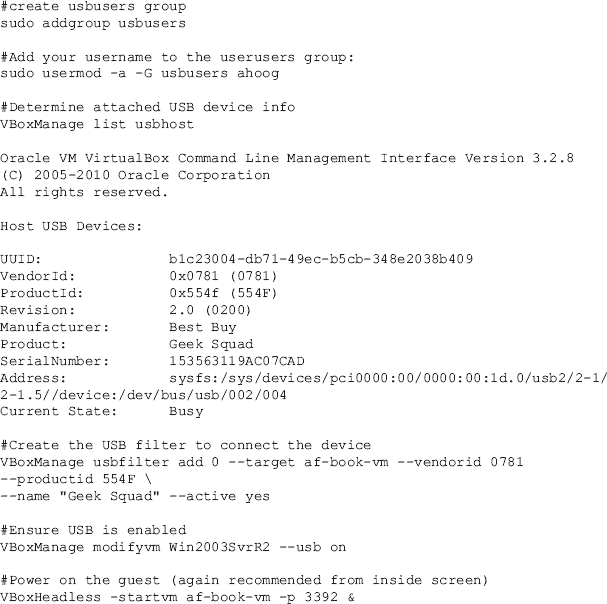 #create usbusers group
sudo addgroup usbusers
#Add your username to the userusers group:
sudo usermod -a -G usbusers ahoog
#Determine attached USB device info
VBoxManage list usbhost
Oracle VM VirtualBox Command Line Management Interface Version 3.2.8
(C) 2005-2010 Oracle Corporation
All rights reserved.
Host USB Devices:
UUID: b1c23004-db71-49ec-b5cb-348e2038b409
VendorId: 0x0781 (0781)
ProductId: 0x554f (554F)
Revision: 2.0 (0200)
Manufacturer: Best Buy
Product: Geek Squad
SerialNumber: 153563119AC07CAD
Address: sysfs:/sys/devices/pci0000:00/0000:00:1d.0/usb2/2-1/
2-1.5//device:/dev/bus/usb/002/004
Current State: Busy
#Create the USB filter to connect the device
VBoxManage usbfilter add 0 --target af-book-vm --vendorid 0781
--productid 554F \
--name "Geek Squad" --active yes
#Ensure USB is enabled
VBoxManage modifyvm Win2003SvrR2 --usb on
#Power on the guest (again recommended from inside screen)
VBoxHeadless -startvm af-book-vm -p 3392 &